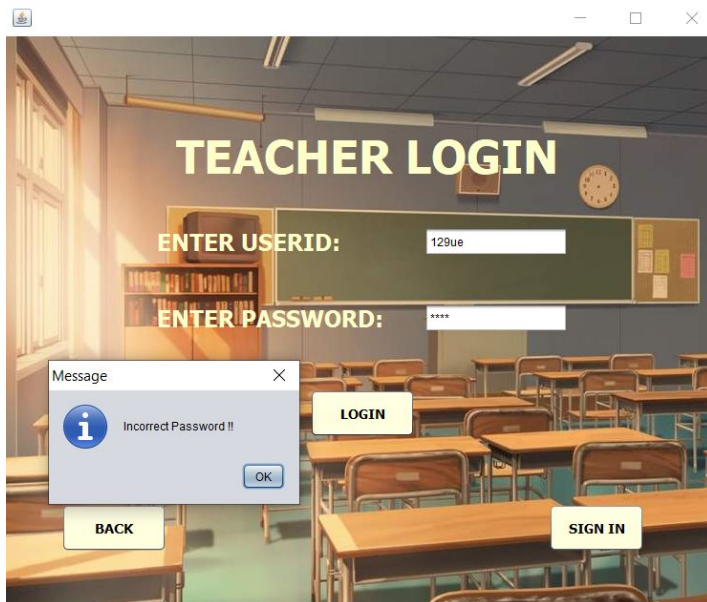 TEACHER LOGIN
ENTER USERID:
129ue
ENTER PASSWORD:
****
Message
Incorrect Password !!
OK
LOGIN
BACK
SIGN IN